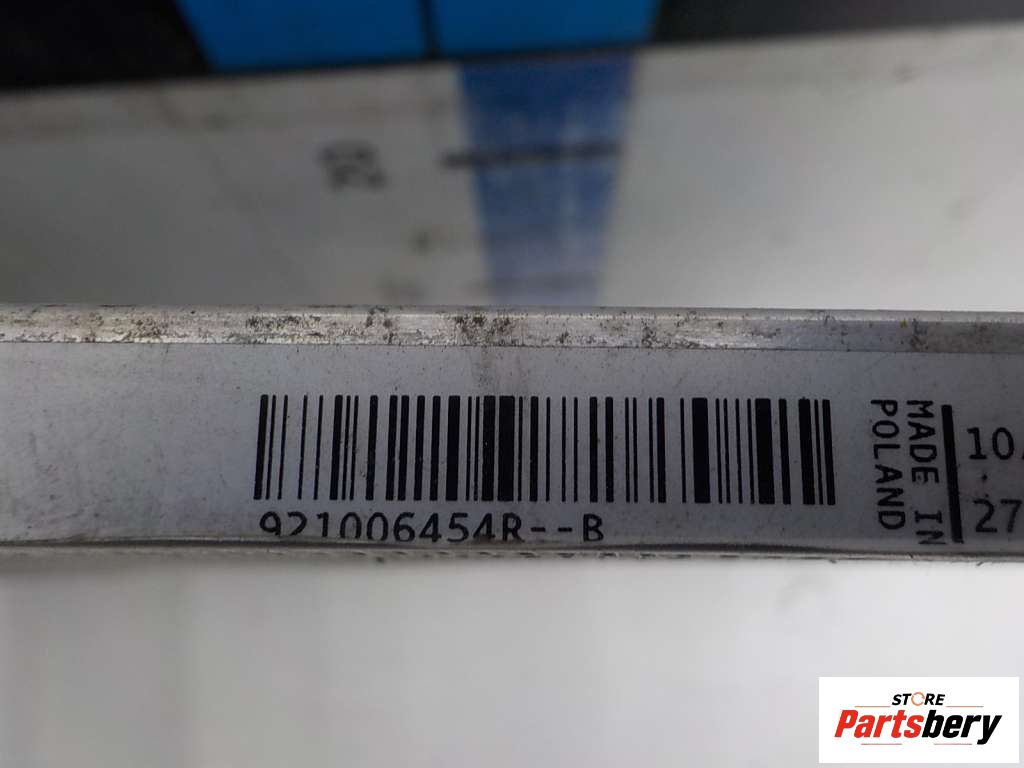 921006454R--B
MADE IN
POLAND
10
27
STORE
Partsbery